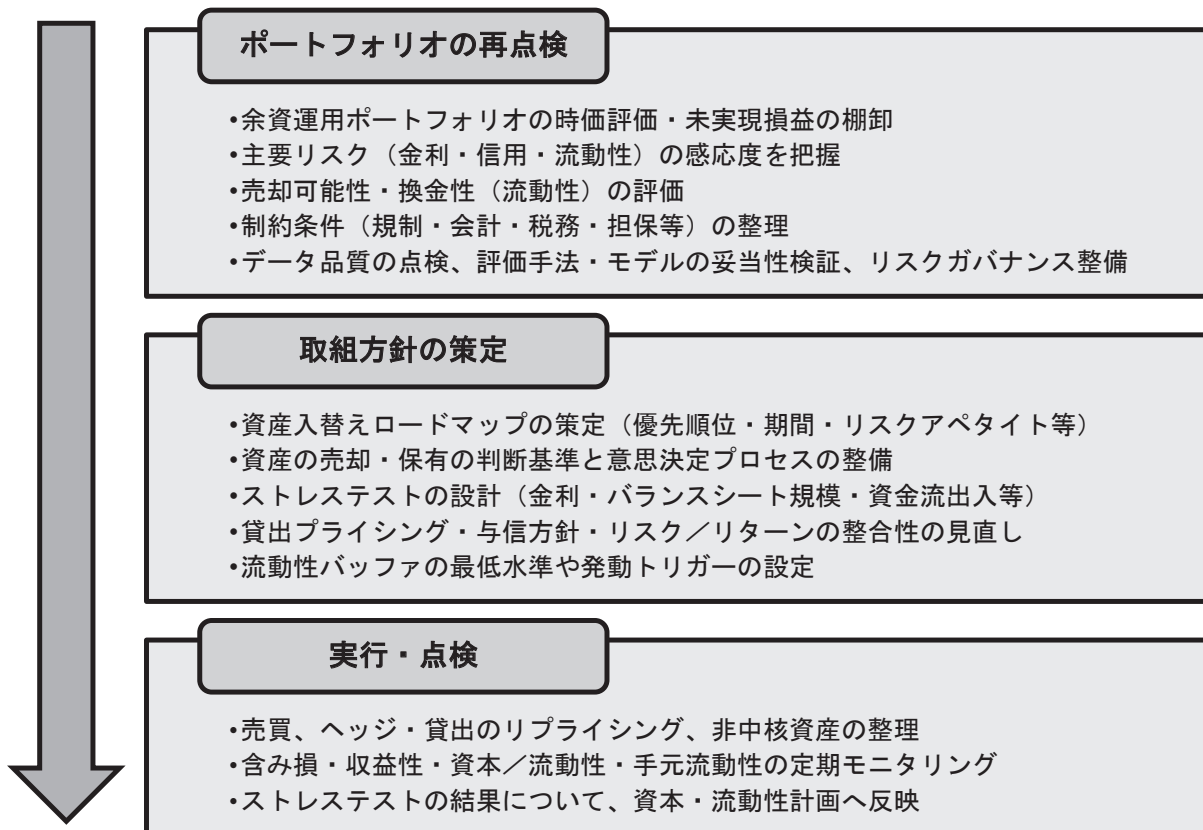 ポートフォリオの再点検
•余資運用ポートフォリオの時価評価・未実現損益の棚卸
•主要リスク（金利・信用・流動性）の感応度を把握
•売却可能性・換金性（流動性）の評価
•制約条件（規制・会計・税務・担保等）の整理
•データ品質の点検、評価手法・モデルの妥当性検証、リスクガバナンス整備
取組方針の策定
•資産入替えロードマップの策定（優先順位・期間・リスクアペタイト等）
•資産の売却・保有の判断基準と意思決定プロセスの整備
•ストレステストの設計（金利・バランスシート規模・資金流出入等）
•貸出プライシング・与信方針・リスク／リターンの整合性の見直し
•流動性バッファの最低水準や発動トリガーの設定
実行・点検
•売買、ヘッジ・貸出のリプライシング、非中核資産の整理
•含み損・収益性・資本／流動性・手元流動性の定期モニタリング
•ストレステストの結果について、資本・流動性計画へ反映